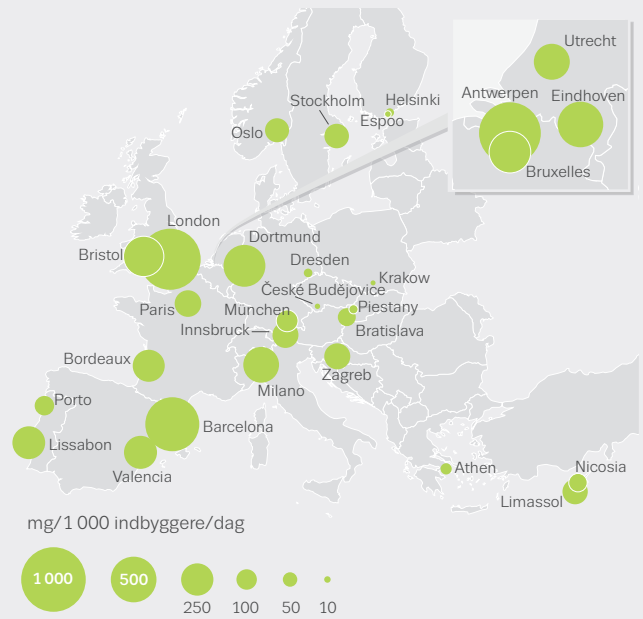 Utrecht
Antwerpen
Eindhoven
Bruxelles
Stockholm
Helsinki
Espoo
Oslo
London
Bristol
Dortmund
Dresden
Krakow
České Budějovice
Piestany
Paris
München
Innsbruck
Bratislava
Bordeaux
Zagreb
Milano
Porto
Barcelona
Lissabon
Valencia
Athen
Nicosia
Limassol
mg/1 000 indbyggere/dag
1 000
500
250
100
50
10